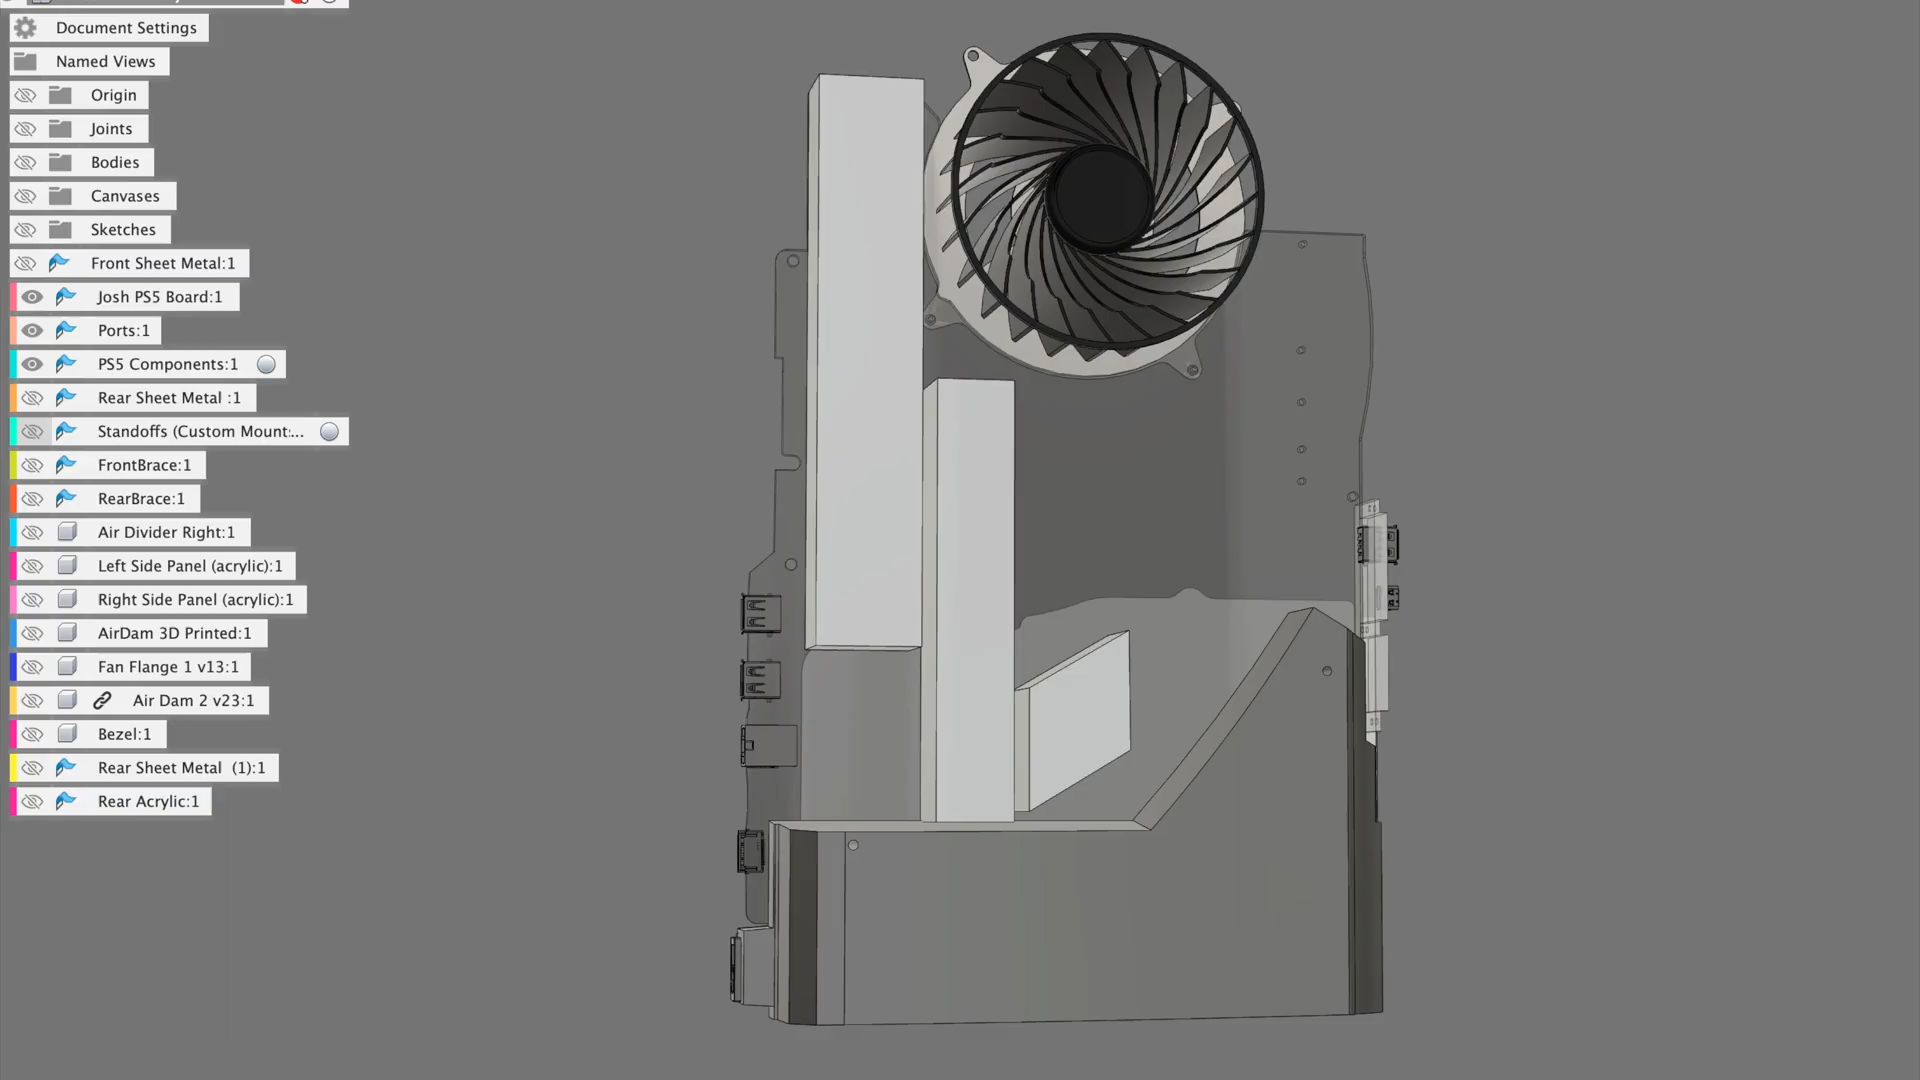 Document Settings
Named Views
Origin
Joints
Bodies
Canvases
Sketches
Front Sheet Metal:1
Josh PS5 Board:1
Ports:1
PS5 Components:1
Rear Sheet Metal :1
Standoffs (Custom Mount:...
FrontBrace:1
RearBrace:1
Air Divider Right:1
Left Side Panel (acrylic):1
Right Side Panel (acrylic):1
AirDam 3D Printed:1
Fan Flange 1 v13:1
Air Dam 2 v23:1
Bezel:1
Rear Sheet Metal  (1):1
Rear Acrylic:1